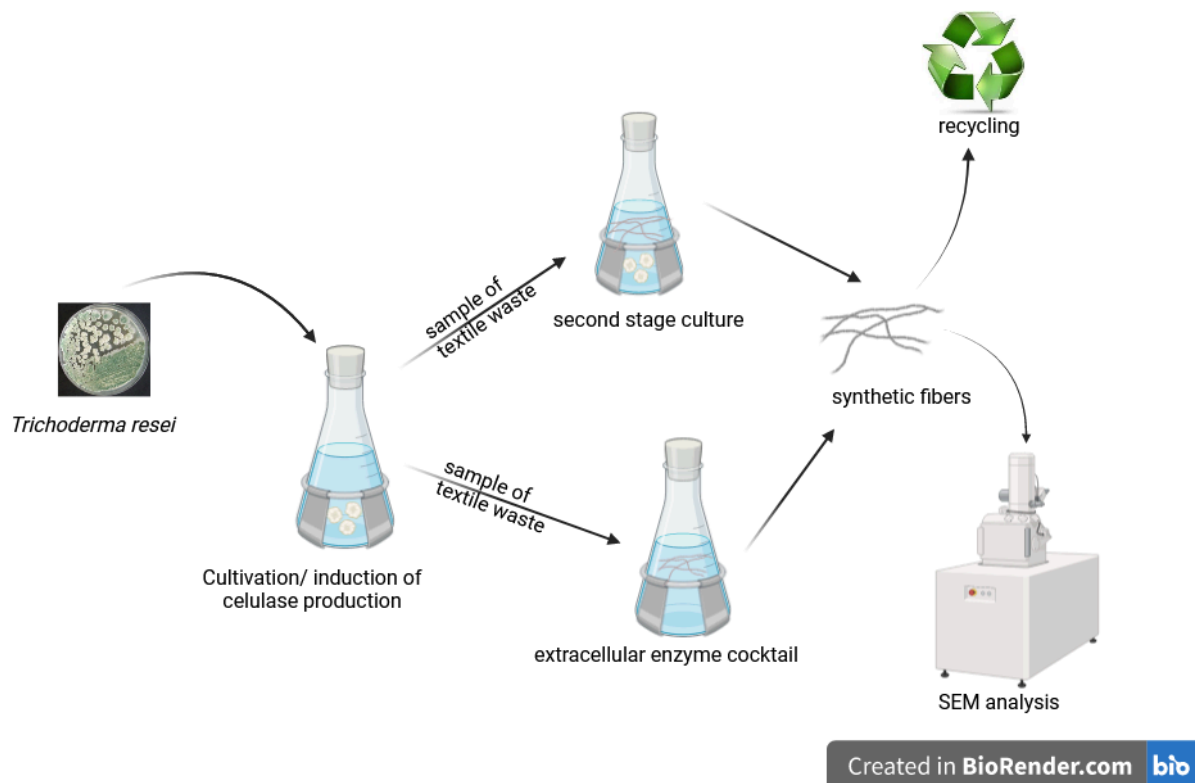 recycling
sample of
textile waste
second stage culture
synthetic fibers
Trichoderma resei
sample of
textile waste
Cultivation/ induction of
celulase production
extracellular enzyme cocktail
SEM analysis
Created in BioRender.com bio